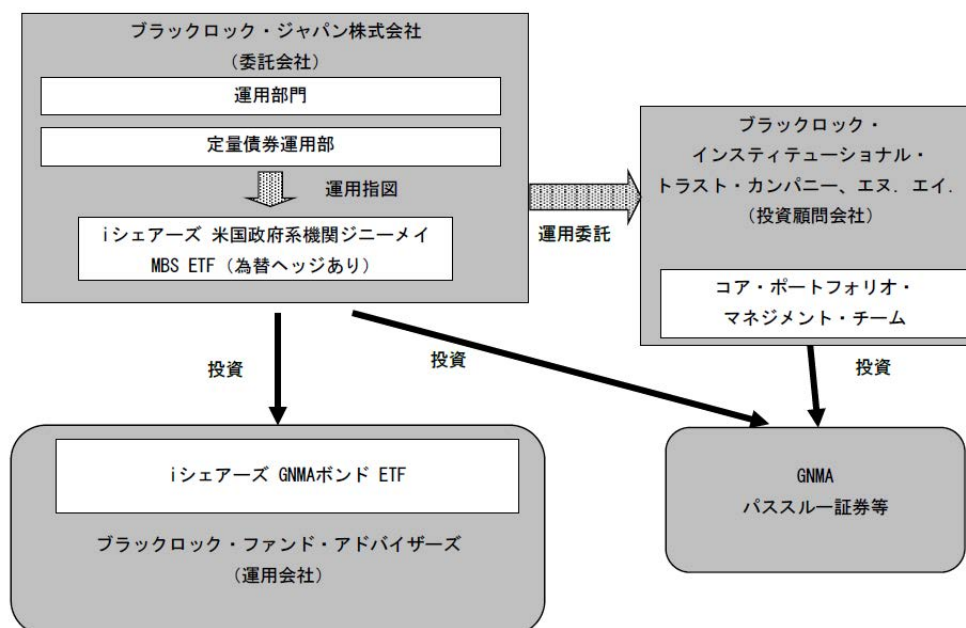 ブラックロック・ジャパン株式会社
（委託会社）
運用部門
定量債券運用部
運用指図
iシェアーズ 米国政府系機関ジニーメイ
MBS ETF（為替ヘッジあり）
運用委託
ブラックロック・
インスティテューショナル・
トラスト・カンパニー、エヌ．エイ．
（投資顧問会社）
コア・ポートフォリオ・
マネジメント・チーム
投資
投資
投資
iシェアーズ GNMAボンド ETF
ブラックロック・ファンド・アドバイザーズ
（運用会社）
GNMA
パススルー証券等